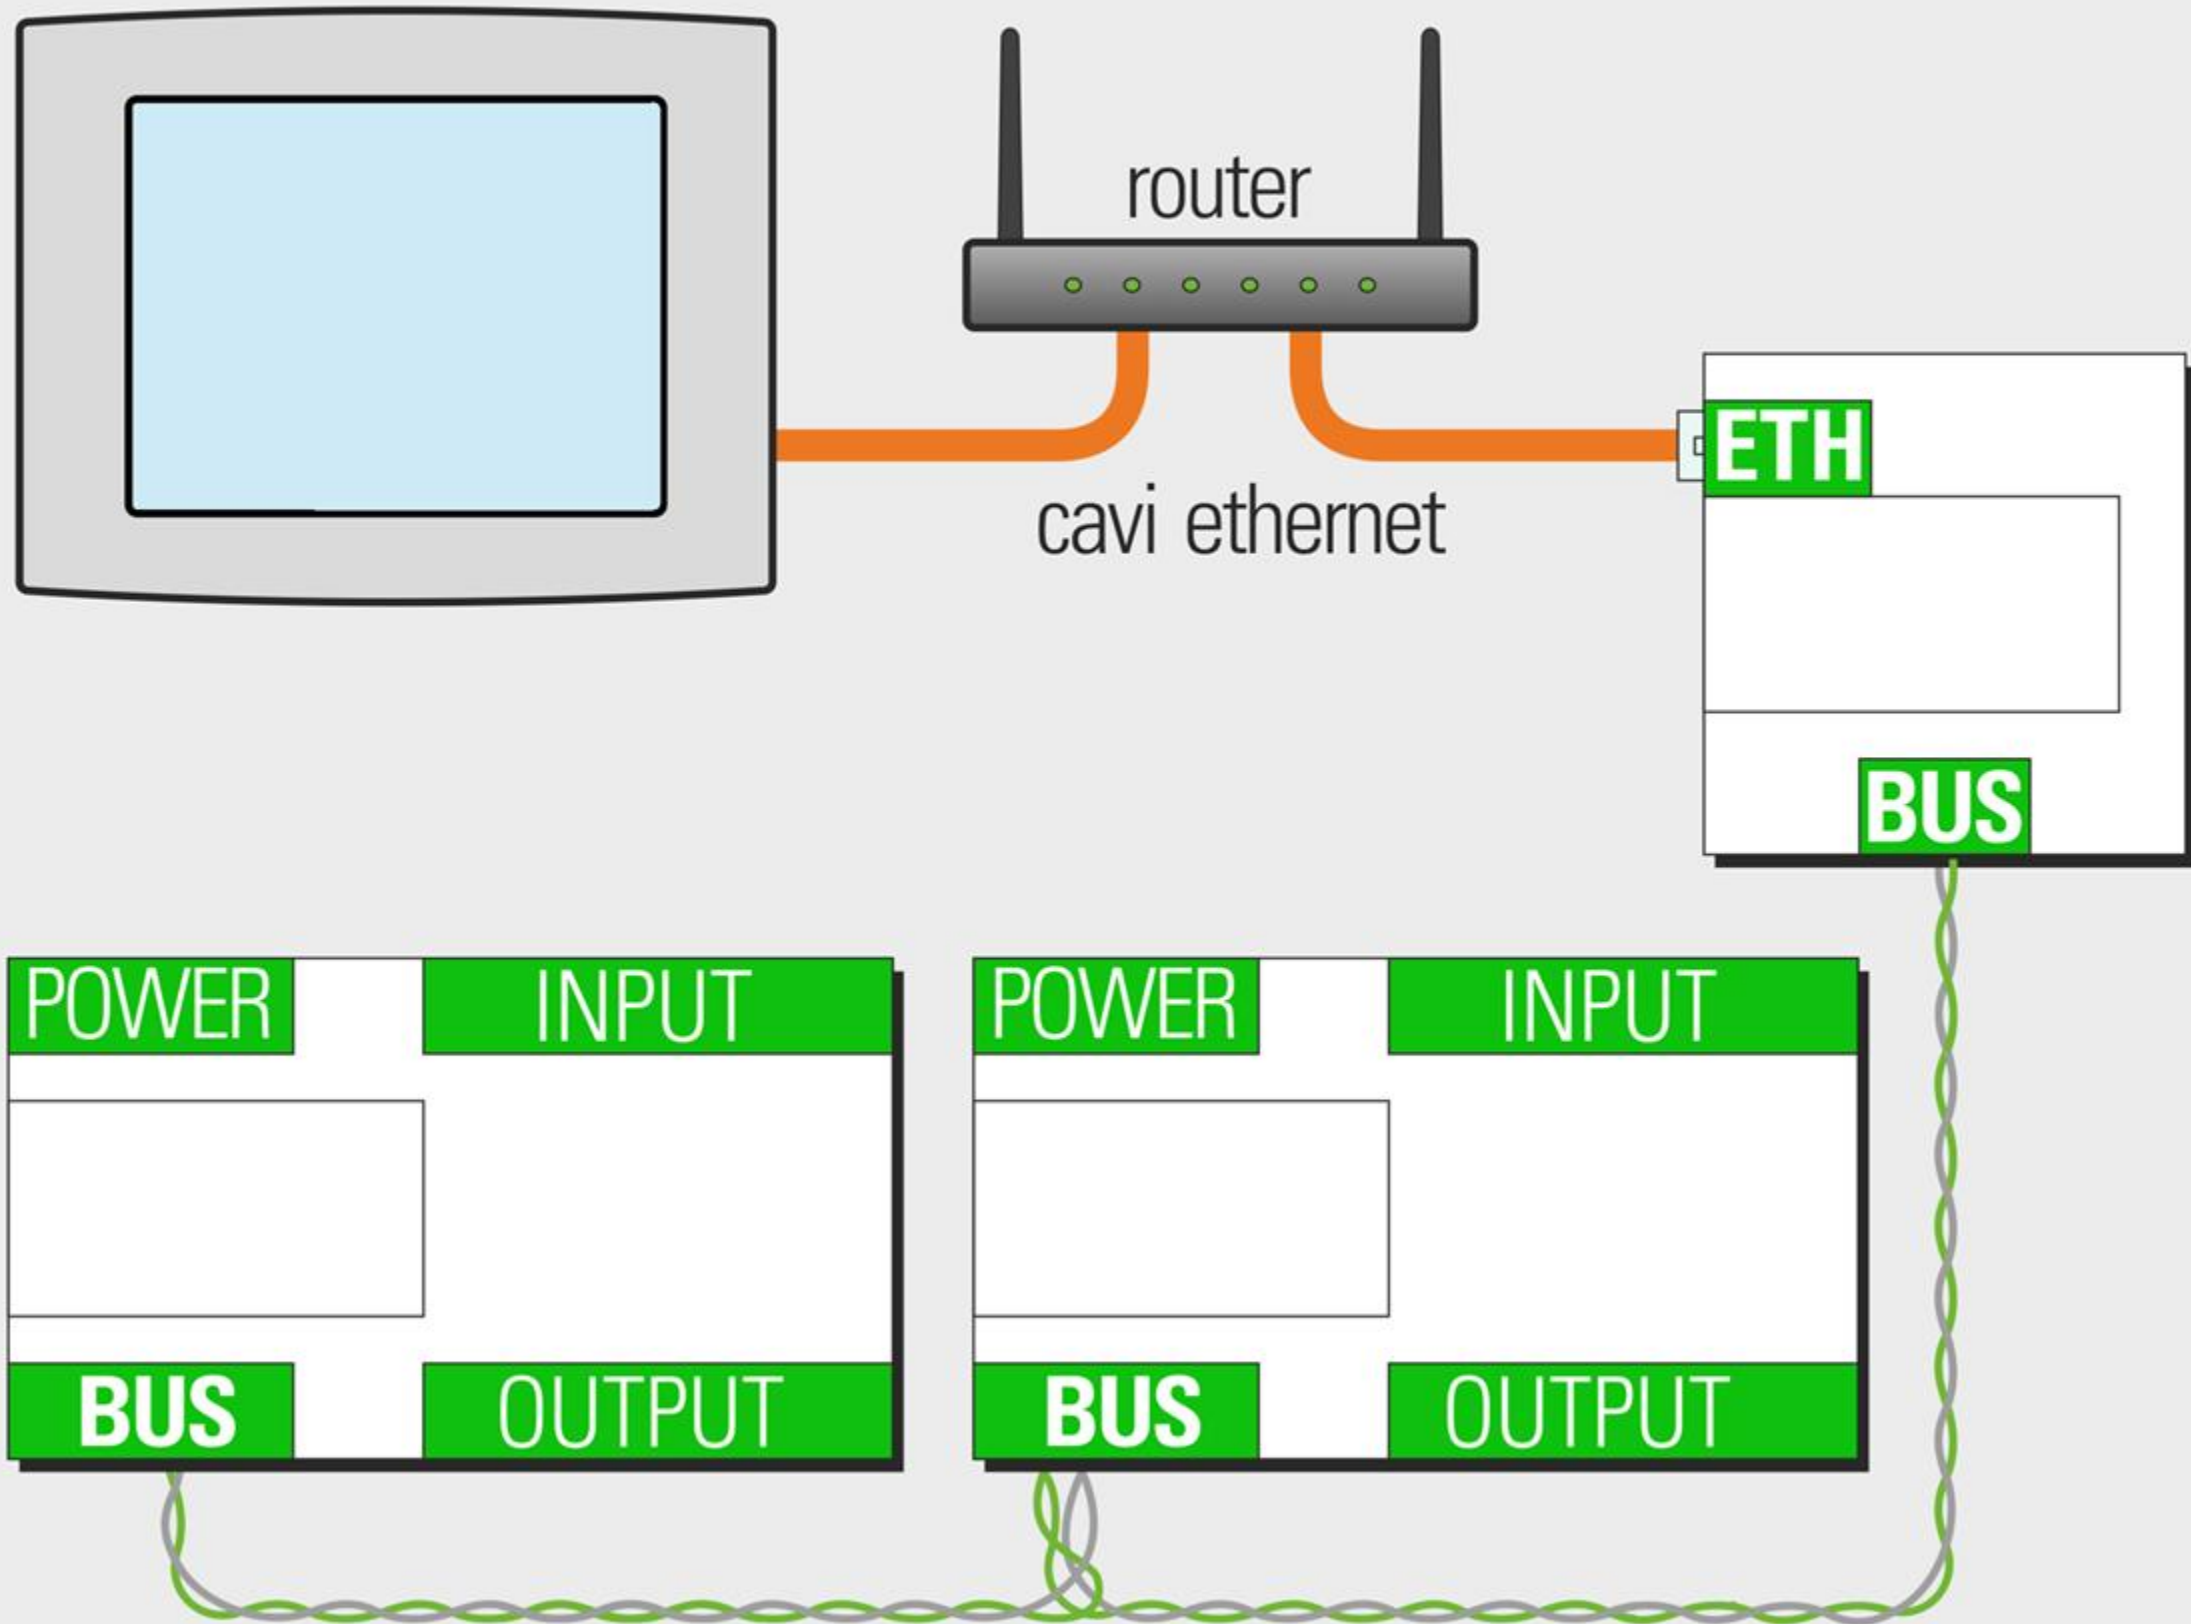 router
cavi ethernet
ETH
BUS
POWER
INPUT
POWER
INPUT
BUS
OUTPUT
BUS
OUTPUT